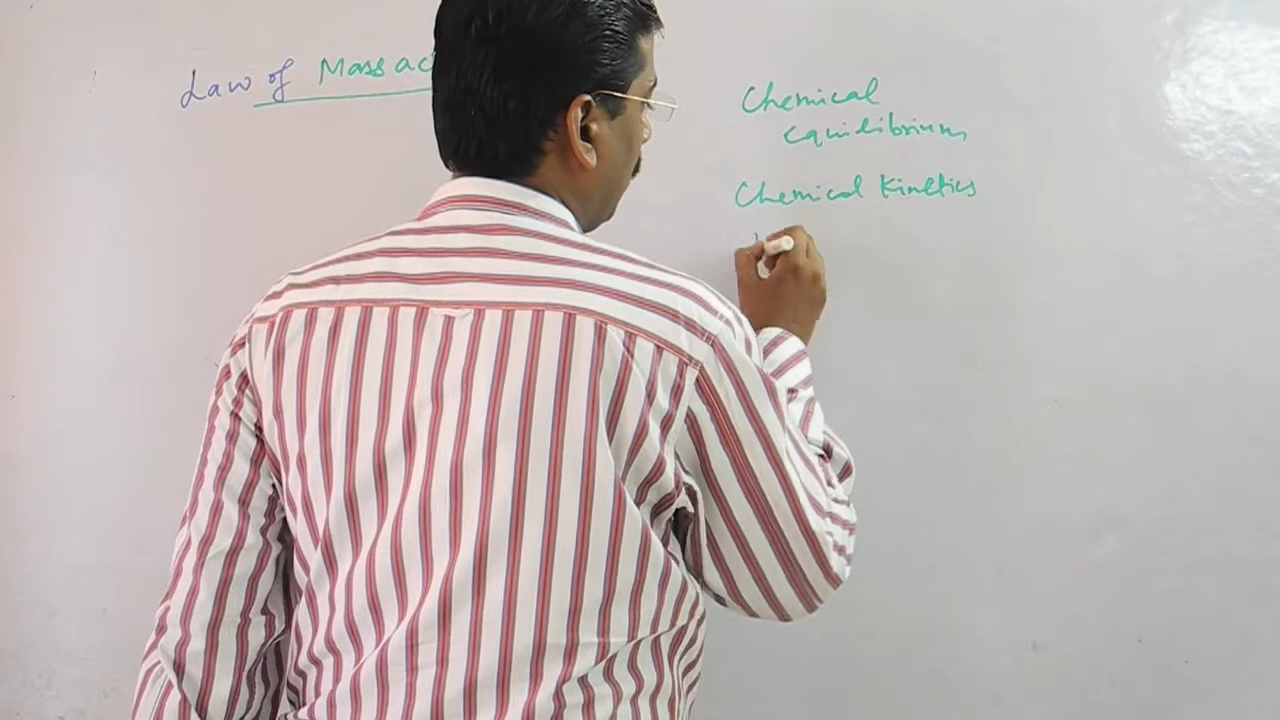 Law of Mass ac
Chemical
equilibrium
Chemical Kinetics